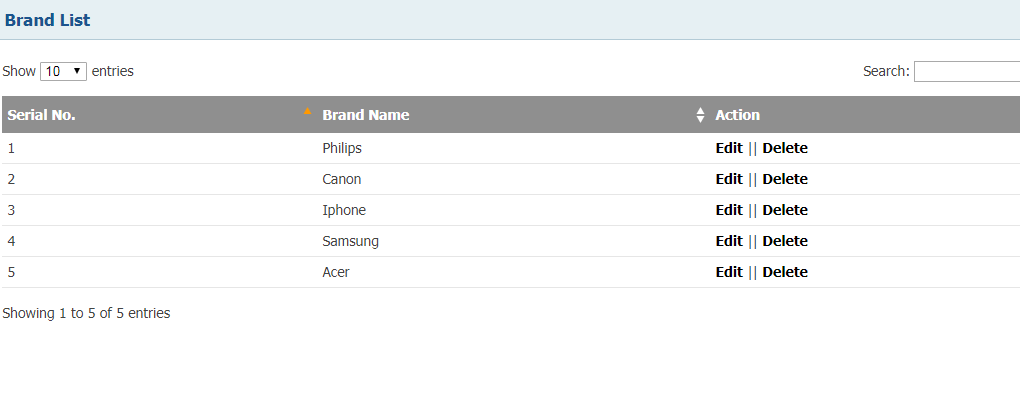 Brand List
Show 10 entries Search:
Serial No. Brand Name Action
1 Philips Edit || Delete
2 Canon Edit || Delete
3 Iphone Edit || Delete
4 Samsung Edit || Delete
5 Acer Edit || Delete
Showing 1 to 5 of 5 entries